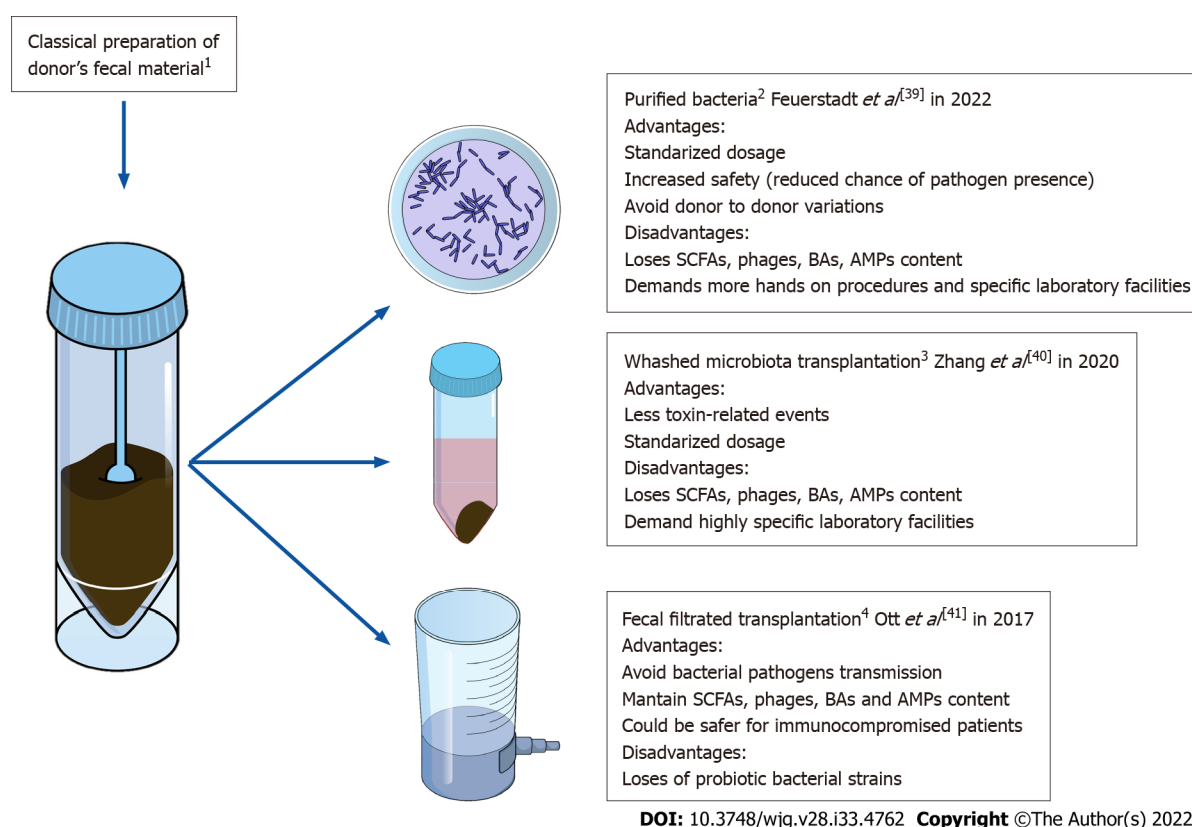 Classical preparation of
donor's fecal material1
Purified bacteria2 Feuerstadt et al[39] in 2022
Advantages:
Standarized dosage
Increased safety (reduced chance of pathogen presence)
Avoid donor to donor variations
Disadvantages:
Loses SCFAs, phages, BAs, AMPs content
Demands more hands on procedures and specific laboratory facilities
Whashed microbiota transplantation3 Zhang et al[40] in 2020
Advantages:
Less toxin-related events
Standarized dosage
Disadvantages:
Loses SCFAs, phages, BAs, AMPs content
Demand highly specific laboratory facilities
Fecal filtrated transplantation4 Ott et al[41] in 2017
Advantages:
Avoid bacterial pathogens transmission
Mantain SCFAs, phages, BAs and AMPs content
Could be safer for immunocompromised patients
Disadvantages:
Loses of probiotic bacterial strains
DOI: 10.3748/wjg.v28.i33.4762 Copyright ©The Author(s) 2022